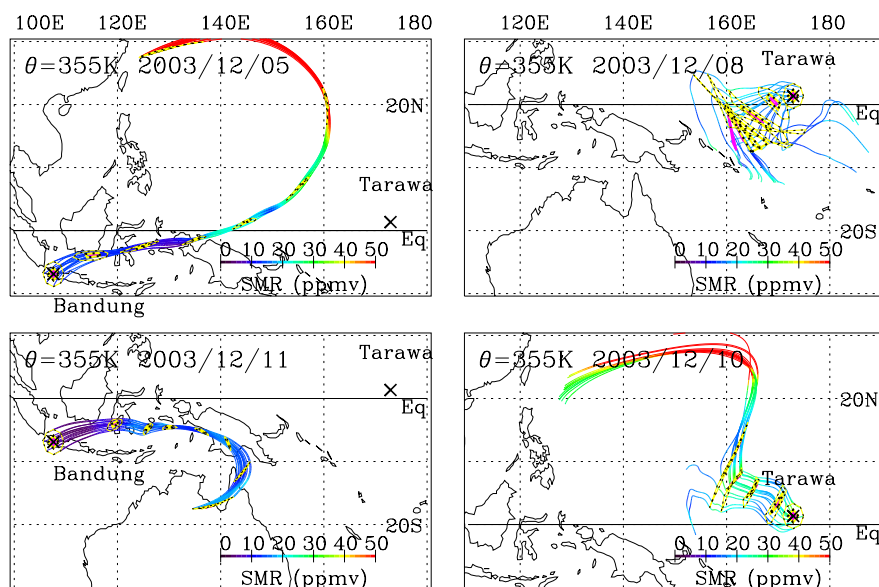 100E 120E 140E 160E 180
120E 140E 160E 180
θ=355K 2003/12/05
20N
Tarawa
Eq
0 10 20 30 40 50
SMR (ppmv)
Bandung
θ=355K 2003/12/08
Tarawa
Eq
20S
0 10 20 30 40 50
SMR (ppmv)
θ=355K 2003/12/11
Tarawa
Eq
Bandung
20S
0 10 20 30 40 50
SMR (ppmv)
θ=355K 2003/12/10
20N
Tarawa
Eq
0 10 20 30 40 50
SMR (ppmv)